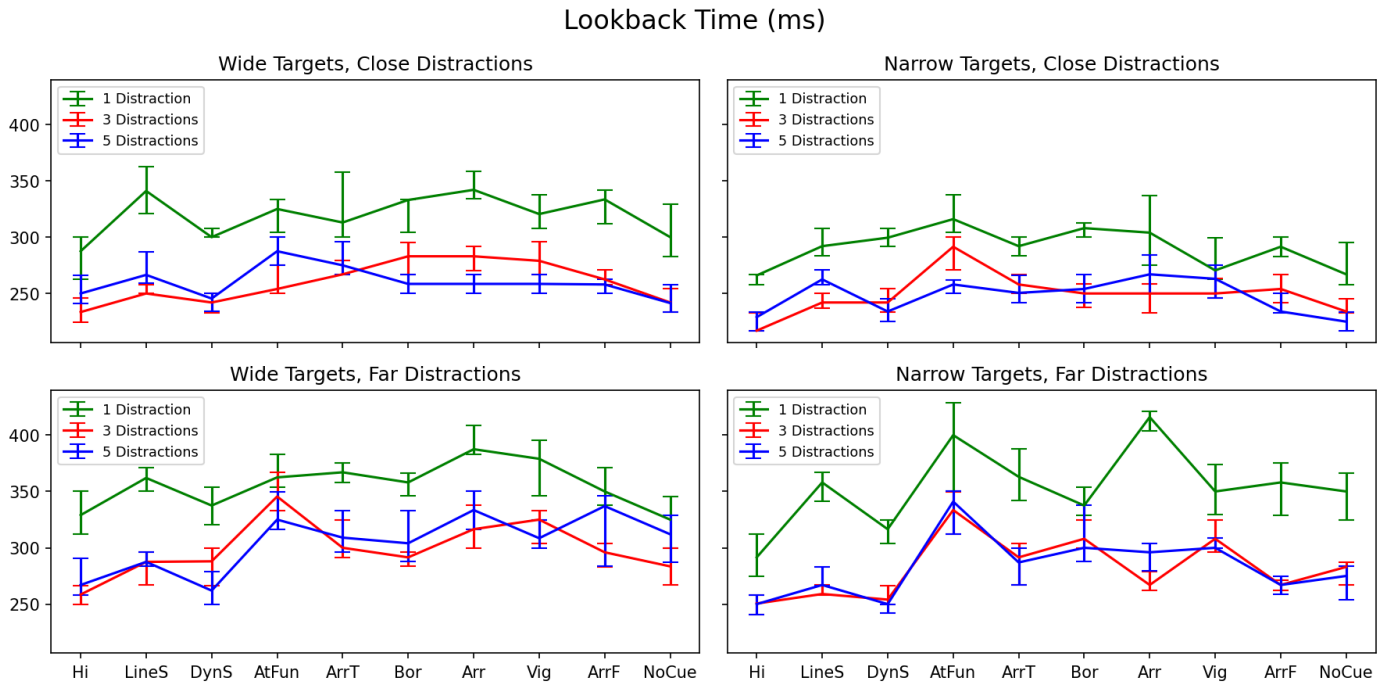 Lookback Time (ms)
Wide Targets, Close Distractions
1 Distraction
3 Distractions
5 Distractions
400
350
300
250
Narrow Targets, Close Distractions
1 Distraction
3 Distractions
5 Distractions
Wide Targets, Far Distractions
1 Distraction
3 Distractions
5 Distractions
400
350
300
250
Hi LineS DynS AtFun ArrT Bor Arr Vig ArrF NoCue
Narrow Targets, Far Distractions
1 Distraction
3 Distractions
5 Distractions
Hi LineS DynS AtFun ArrT Bor Arr Vig ArrF NoCue